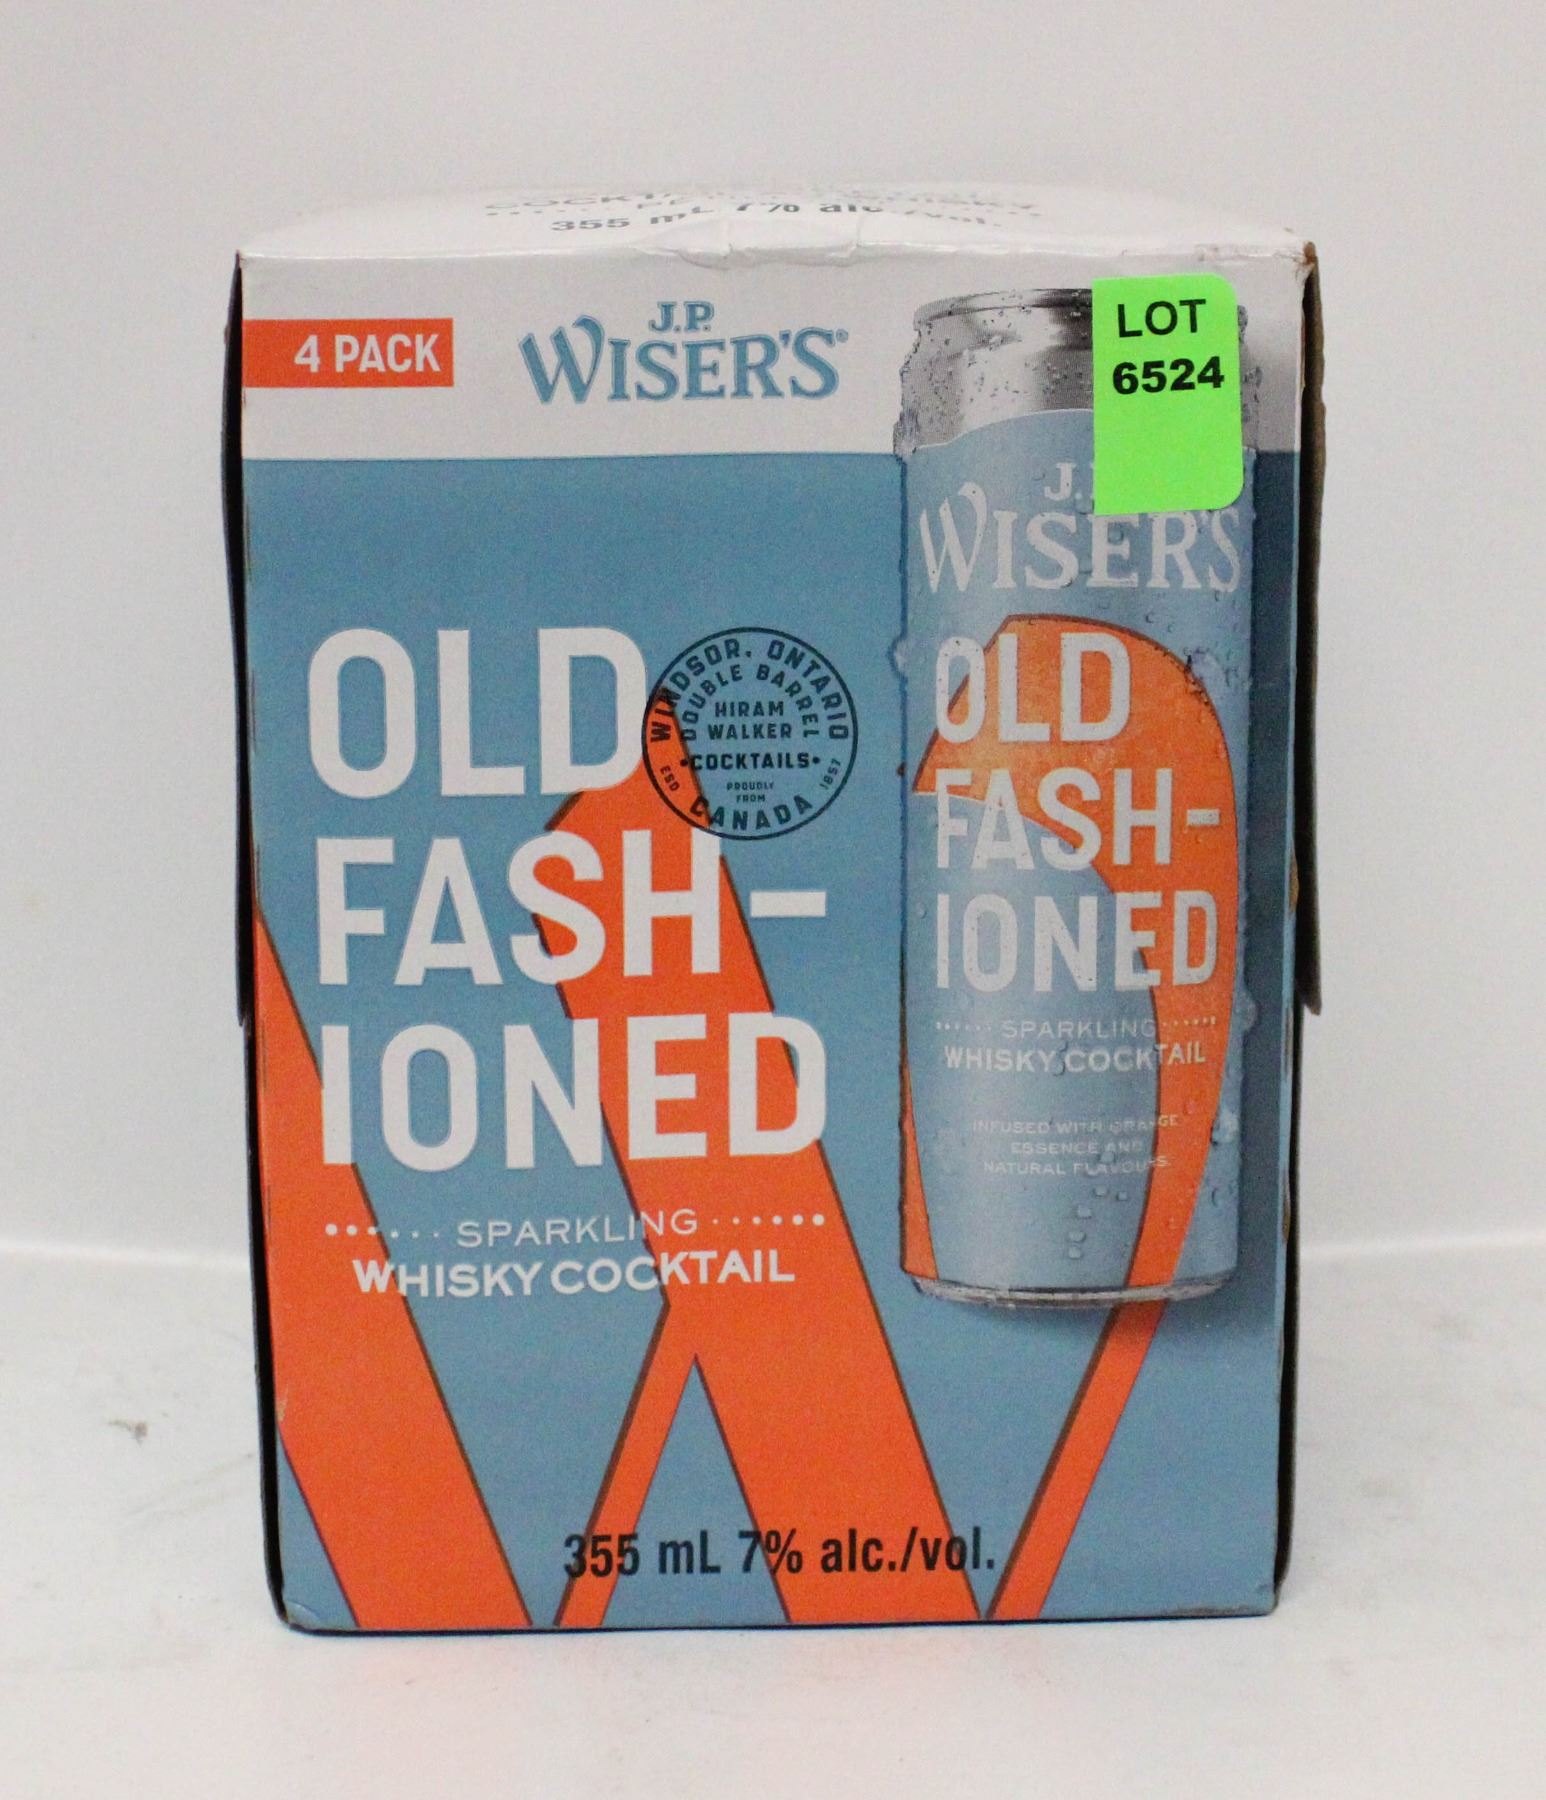 355 mL 7% alc./vol.
4 PACK
J.P.
WISER'S
LOT
6524
J.
WISER'S
OLD
FASH-
IONED
WINDSOR, ONTARIO
DOUBLE BARREL
HIRAM
WALKER
•COCKTAILS•
ESD 1857
PROUDLY
FROM
CANADA
SPARKLING
WHISKY COCKTAIL
OLD
FASH-
IONED
SPARKLING
WHISKY COCKTAIL
INFUSED WITH ORANGE
ESSENCE AND
NATURAL FLAVOURS
355 mL 7% alc./vol.